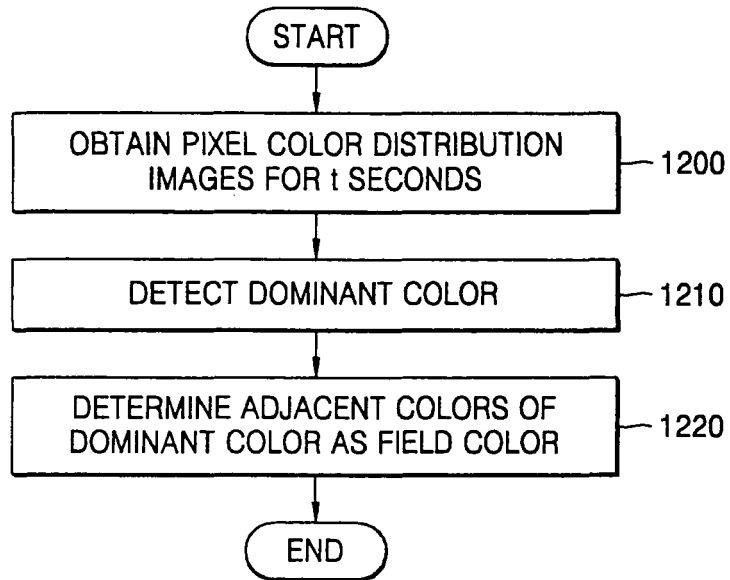 START
OBTAIN PIXEL COLOR DISTRIBUTION
IMAGES FOR t SECONDS
1200
DETECT DOMINANT COLOR
1210
DETERMINE ADJACENT COLORS OF
DOMINANT COLOR AS FIELD COLOR
1220
END